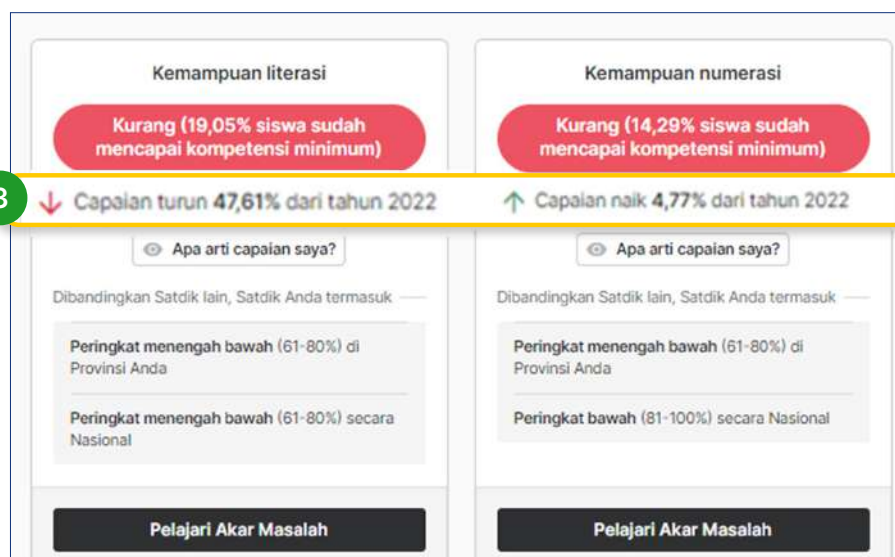 Kemampuan literasi
Kurang (19,05% siswa sudah
mencapai kompetensi minimum)
3
Capaian turun 47,61% dari tahun 2022
Apa arti capaian saya?
Dibandingkan Satdik lain, Satdik Anda termasuk
Peringkat menengah bawah (61-80%) di
Provinsi Anda
Peringkat menengah bawah (61-80%) secara
Nasional
Pelajari Akar Masalah
Kemampuan numerasi
Kurang (14,29% siswa sudah
mencapai kompetensi minimum)
Capaian naik 4,77% dari tahun 2022
Apa arti capaian saya?
Dibandingkan Satdik lain, Satdik Anda termasuk
Peringkat menengah bawah (61-80%) di
Provinsi Anda
Peringkat bawah (81-100%) secara Nasional
Pelajari Akar Masalah